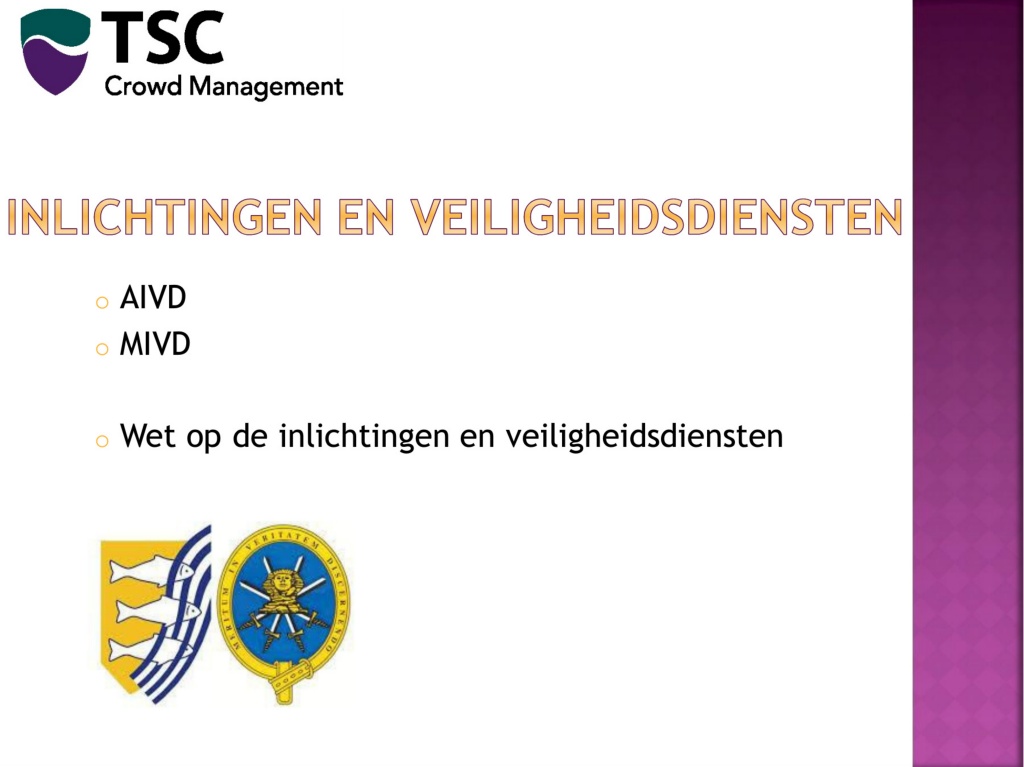 TSC
Crowd Management
INLICHTINGEN EN VEILIGHEIDSDIENSTEN
AIVD
MIVD
Wet op de inlichtingen en veiligheidsdiensten
MERITUM IN VERITATEM DISCERNENDO